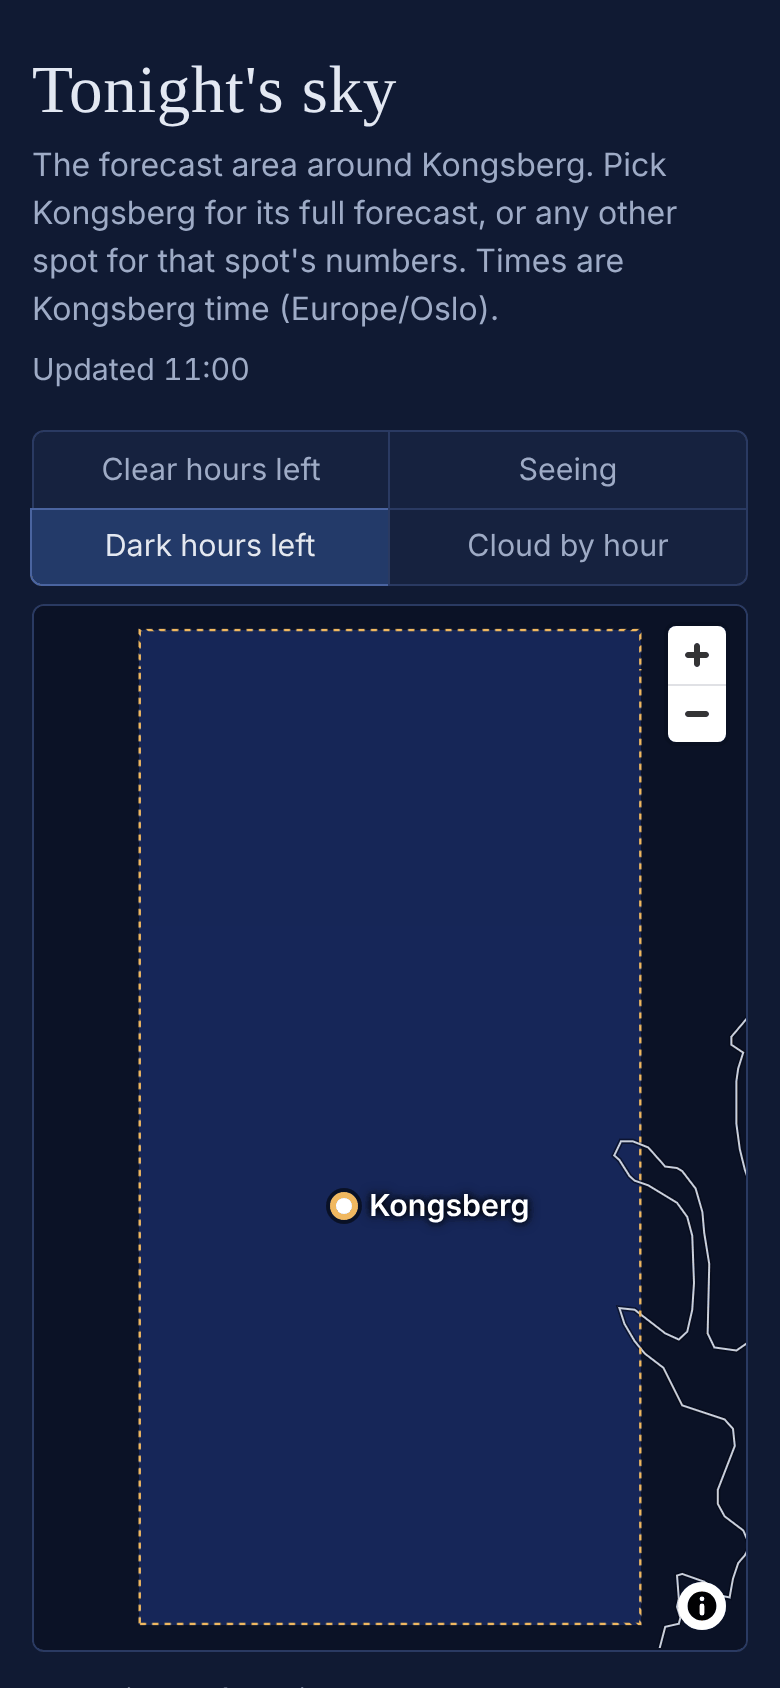 Tonight's sky
The forecast area around Kongsberg. Pick
Kongsberg for its full forecast, or any other
spot for that spot's numbers. Times are
Kongsberg time (Europe/Oslo).
Updated 11:00
Clear hours left
Seeing
Dark hours left
Cloud by hour
Kongsberg